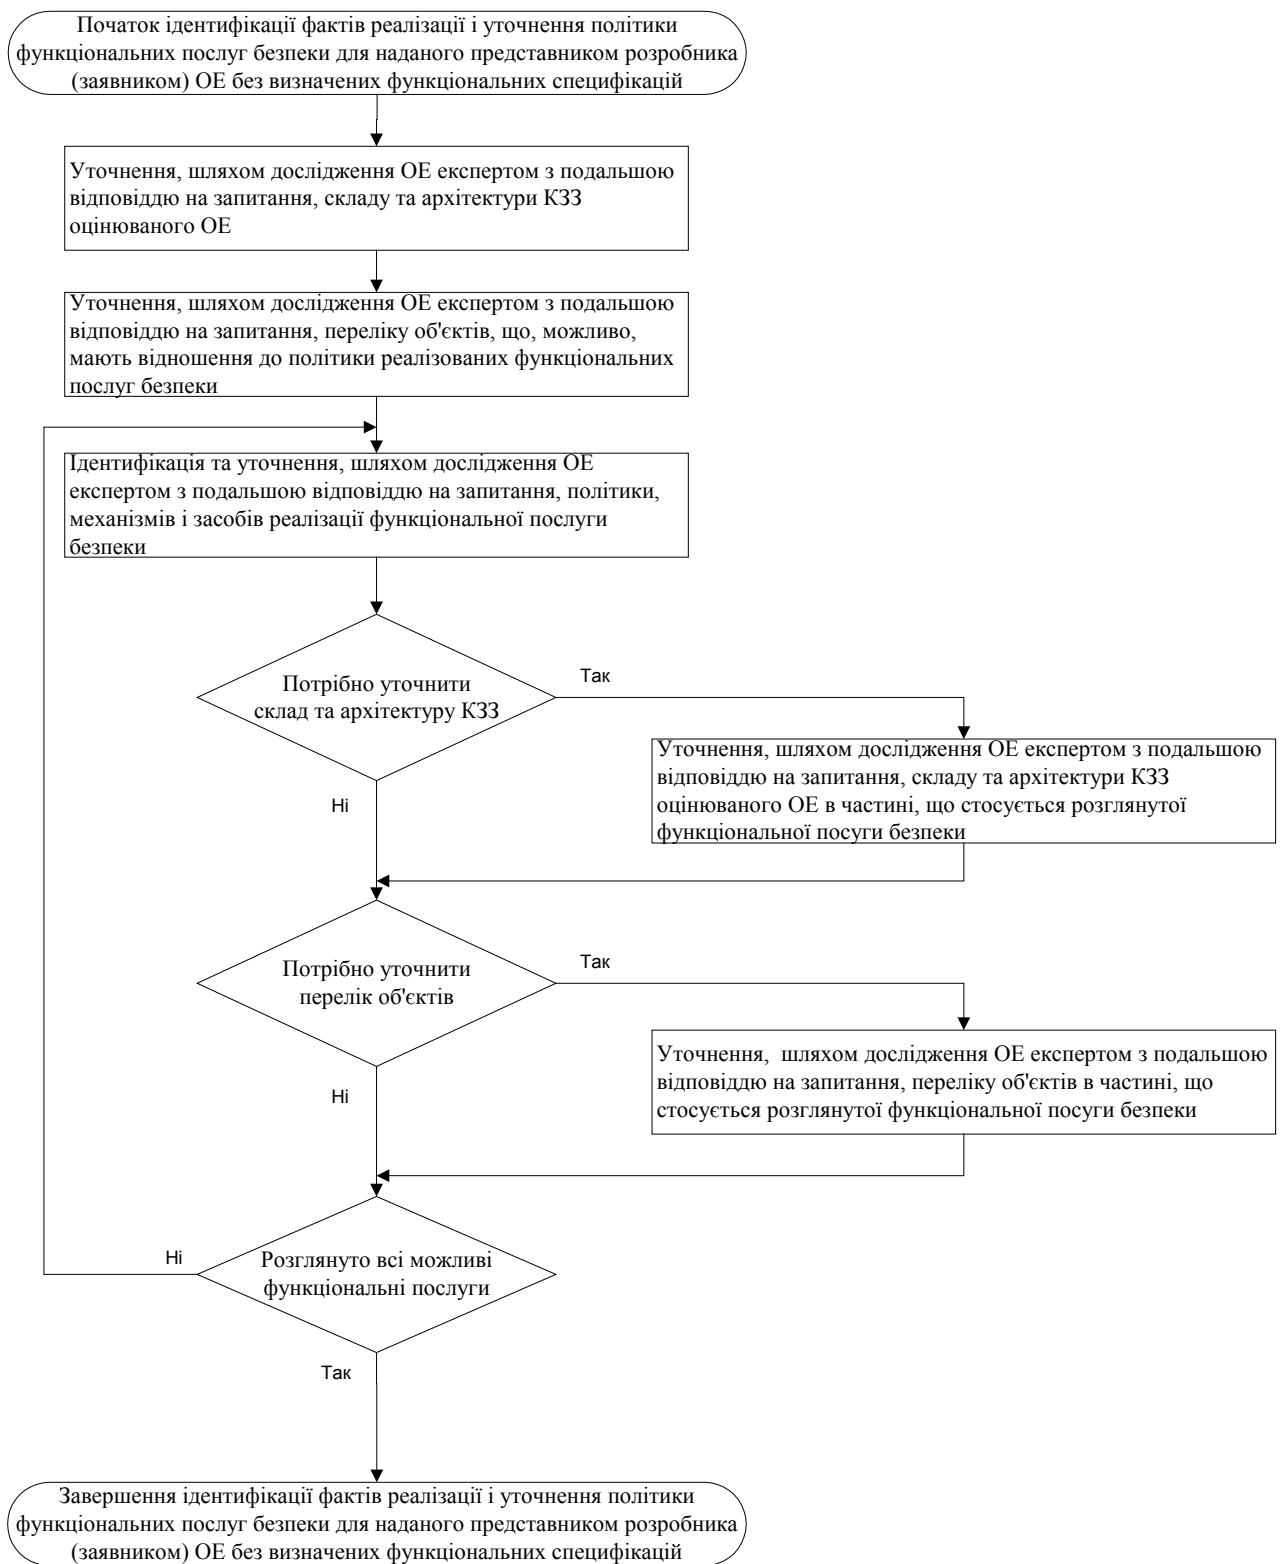 Початок ідентифікації фактів реалізації і уточнення політики
функціональних послуг безпеки для наданого представником розробника
(заявником) ОЕ без визначених функціональних специфікацій
Уточнення, шляхом дослідження ОЕ експертом з подальшою
відповіддю на запитання, складу та архітектури КЗЗ
оцінюваного ОЕ
Уточнення, шляхом дослідження ОЕ експертом з подальшою
відповіддю на запитання, переліку об'єктів, що, можливо,
мають відношення до політики реалізованих функціональних
послуг безпеки
Ідентифікація та уточнення, шляхом дослідження ОЕ
експертом з подальшою відповіддю на запитання, політики,
механізмів і засобів реалізації функціональної послуги
безпеки
Потрібно уточнити
склад та архітектуру КЗЗ
Так
Уточнення, шляхом дослідження ОЕ експертом з подальшою
відповіддю на запитання, складу та архітектури КЗЗ
оцінюваного ОЕ в частині, що стосується розглянутої
функціональної посуги безпеки
Ні
Потрібно уточнити
перелік об'єктів
Так
Уточнення, шляхом дослідження ОЕ експертом з подальшою
відповіддю на запитання, переліку об'єктів в частині, що
стосується розглянутої функціональної посуги безпеки
Ні
Розглянуто всі можливі
функціональні послуги
Ні
Так
Завершення ідентифікації фактів реалізації і уточнення політики
функціональних послуг безпеки для наданого представником розробника
(заявником) ОЕ без визначених функціональних специфікацій